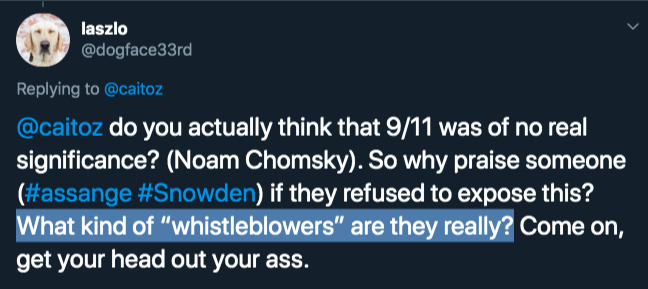 laszlo
@dogface33rd
Replying to @caitoz
@caitoz do you actually think that 9/11 was of no real
significance? (Noam Chomsky). So why praise someone
(#assange #Snowden) if they refused to expose this?
What kind of “whistleblowers” are they really? Come on,
get your head out your ass.